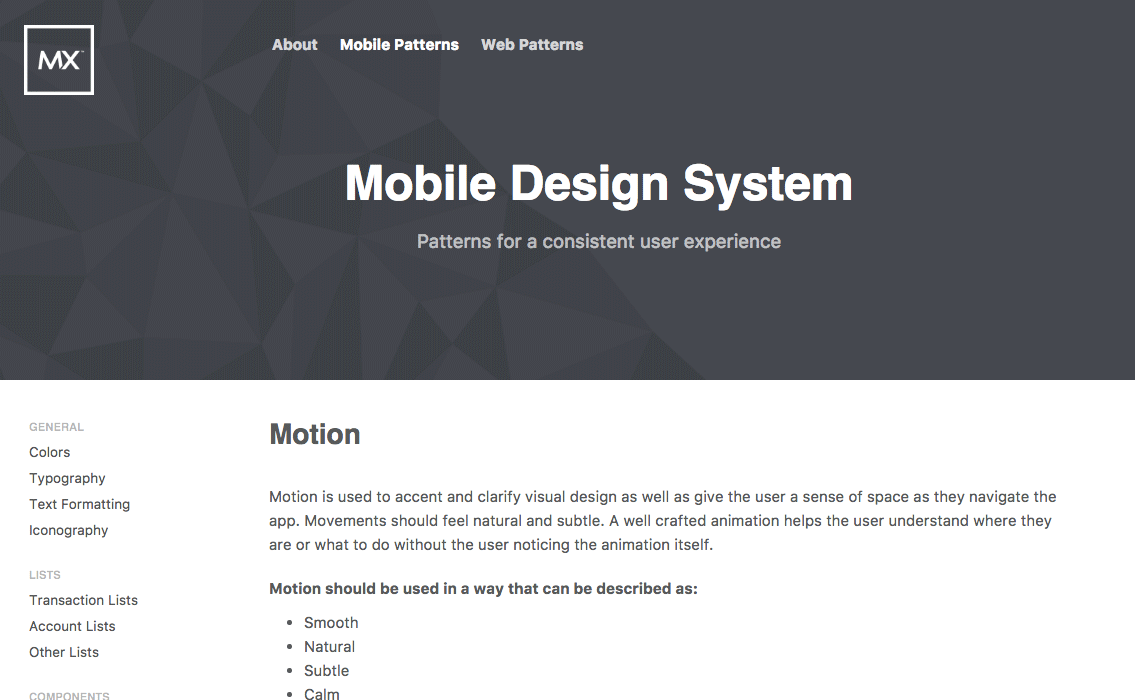 MX
About Mobile Patterns Web Patterns
Mobile Design System
Patterns for a consistent user experience
GENERAL
Colors
Typography
Text Formatting
Iconography
LISTS
Transaction Lists
Account Lists
Other Lists
COMPONENTS
Motion
Motion is used to accent and clarify visual design as well as give the user a sense of space as they navigate the
app. Movements should feel natural and subtle. A well crafted animation helps the user understand where they
are or what to do without the user noticing the animation itself.
Motion should be used in a way that can be described as:
• Smooth
• Natural
• Subtle
• Calm